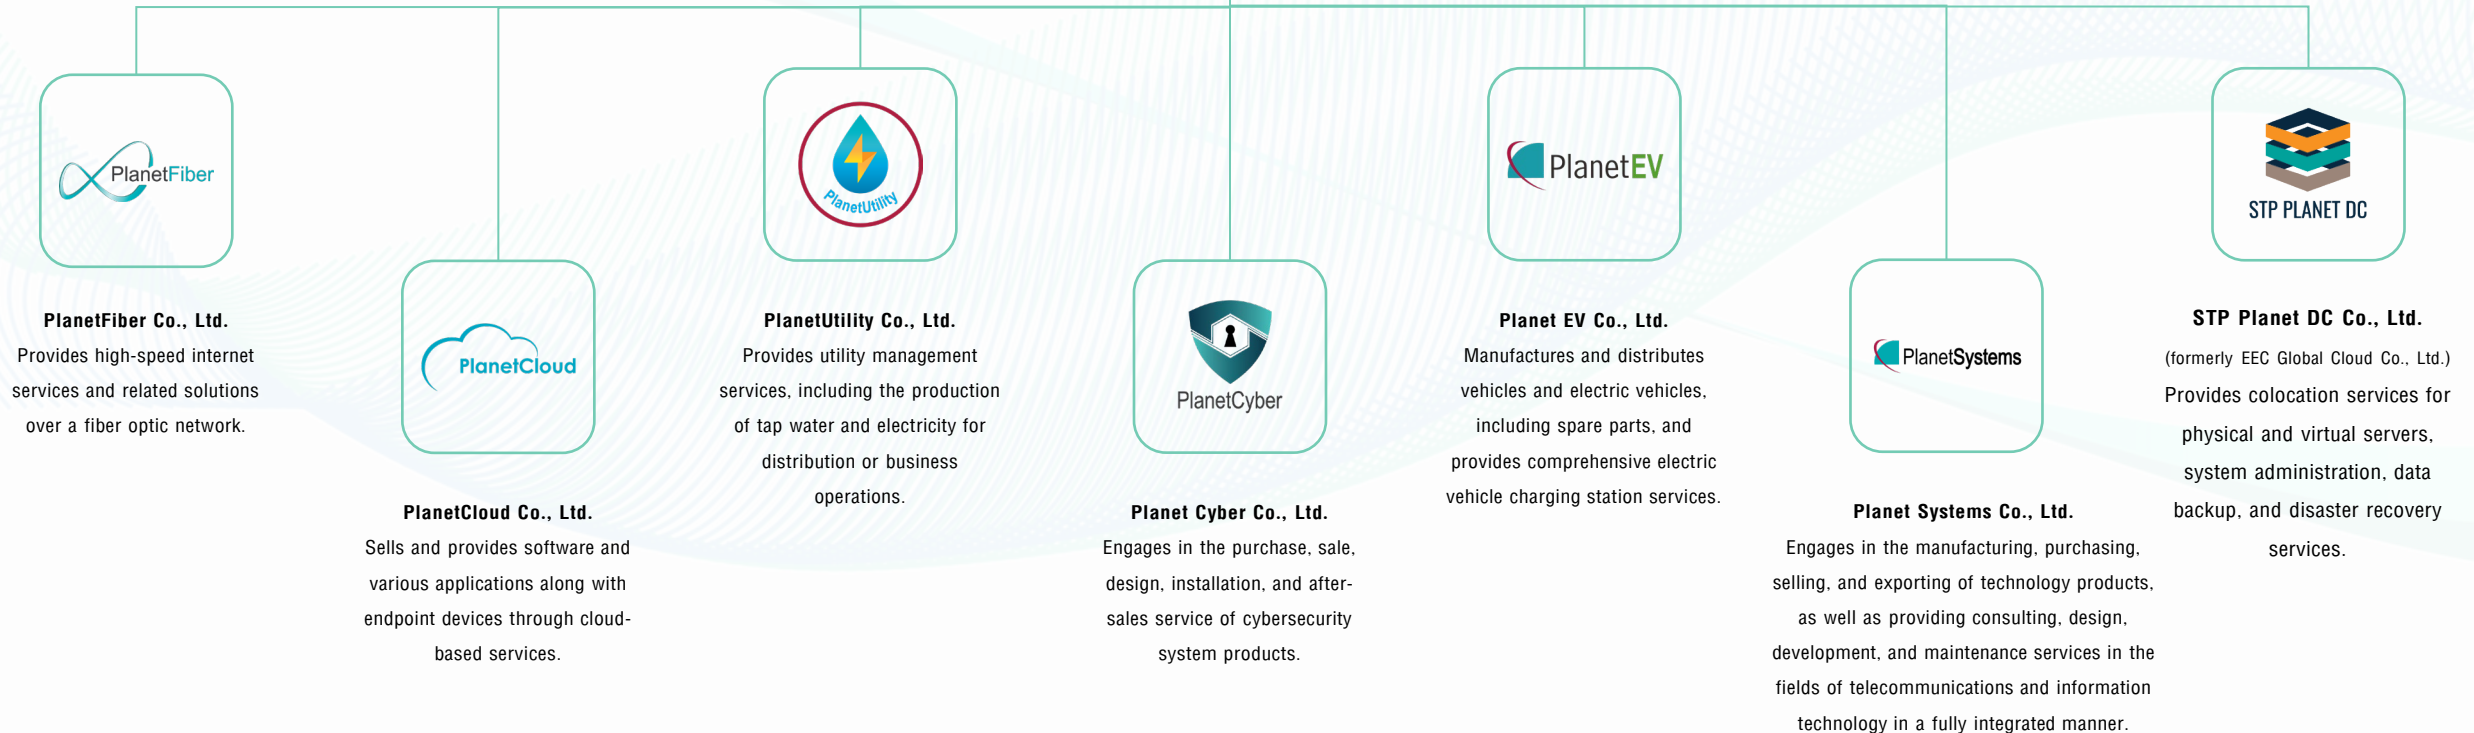 PlanetFiber
PlanetFiber Co., Ltd.
Provides high-speed internet
services and related solutions
over a fiber optic network.
PlanetCloud
PlanetCloud Co., Ltd.
Sells and provides software and
various applications along with
endpoint devices through cloud-
based services.
PlanetUtility
PlanetUtility Co., Ltd.
Provides utility management
services, including the production
of tap water and electricity for
distribution or business
operations.
PlanetCyber
Planet Cyber Co., Ltd.
Engages in the purchase, sale,
design, installation, and after-
sales service of cybersecurity
system products.
PlanetEV
Planet EV Co., Ltd.
Manufactures and distributes
vehicles and electric vehicles,
including spare parts, and
provides comprehensive electric
vehicle charging station services.
PlanetSystems
Planet Systems Co., Ltd.
Engages in the manufacturing, purchasing,
selling, and exporting of technology products,
as well as providing consulting, design,
development, and maintenance services in the
fields of telecommunications and information
technology in a fully integrated manner.
STP PLANET DC
STP Planet DC Co., Ltd.
(formerly EEC Global Cloud Co., Ltd.)
Provides colocation services for
physical and virtual servers,
system administration, data
backup, and disaster recovery
services.